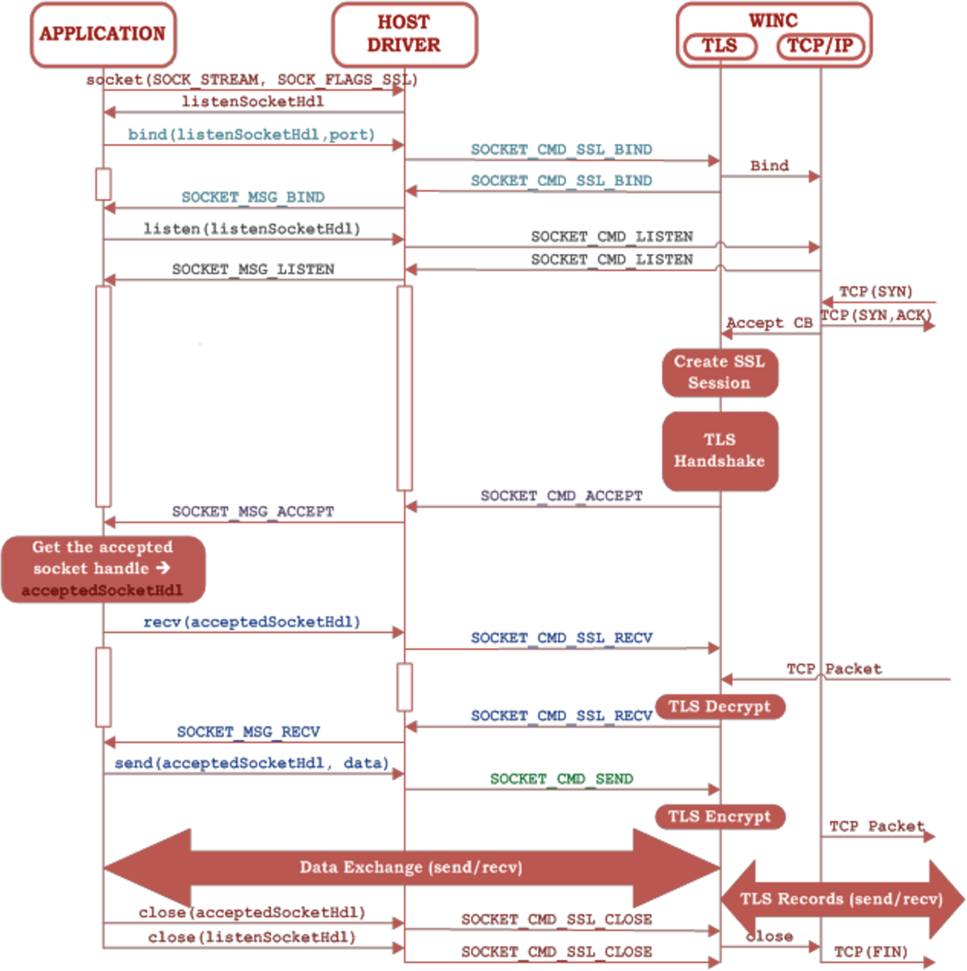 APPLICATION
HOST
DRIVER
WINC
TLS
TCP/IP
socket(SOCK_STREAM, SOCK_FLAGS_SSL)
listenSocketHdl
bind(listenSocketHdl,port)
SOCKET_CMD_SSL_BIND
Bind
SOCKET_CMD_SSL_BIND
SOCKET_MSG_BIND
listen(listenSocketHdl)
SOCKET_CMD_LISTEN
SOCKET_CMD_LISTEN
SOCKET_MSG_LISTEN
TCP(SYN)
TCP(SYN,ACK)
Accept CB
Create SSL
Session
TLS
Handshake
SOCKET_CMD_ACCEPT
SOCKET_MSG_ACCEPT
Get the accepted
socket handle →
acceptedSocketHdl
recv(acceptedSocketHdl)
SOCKET_CMD_SSL_RECV
TCP Packet
TLS Decrypt
SOCKET_CMD_SSL_RECV
SOCKET_MSG_RECV
send(acceptedSocketHdl, data)
SOCKET_CMD_SEND
TLS Encrypt
TCP Packet
Data Exchange (send/recv)
TLS Records (send/recv)
close(acceptedSocketHdl)
SOCKET_CMD_SSL_CLOSE
close(listenSocketHdl)
close
SOCKET_CMD_SSL_CLOSE
TCP(FIN)